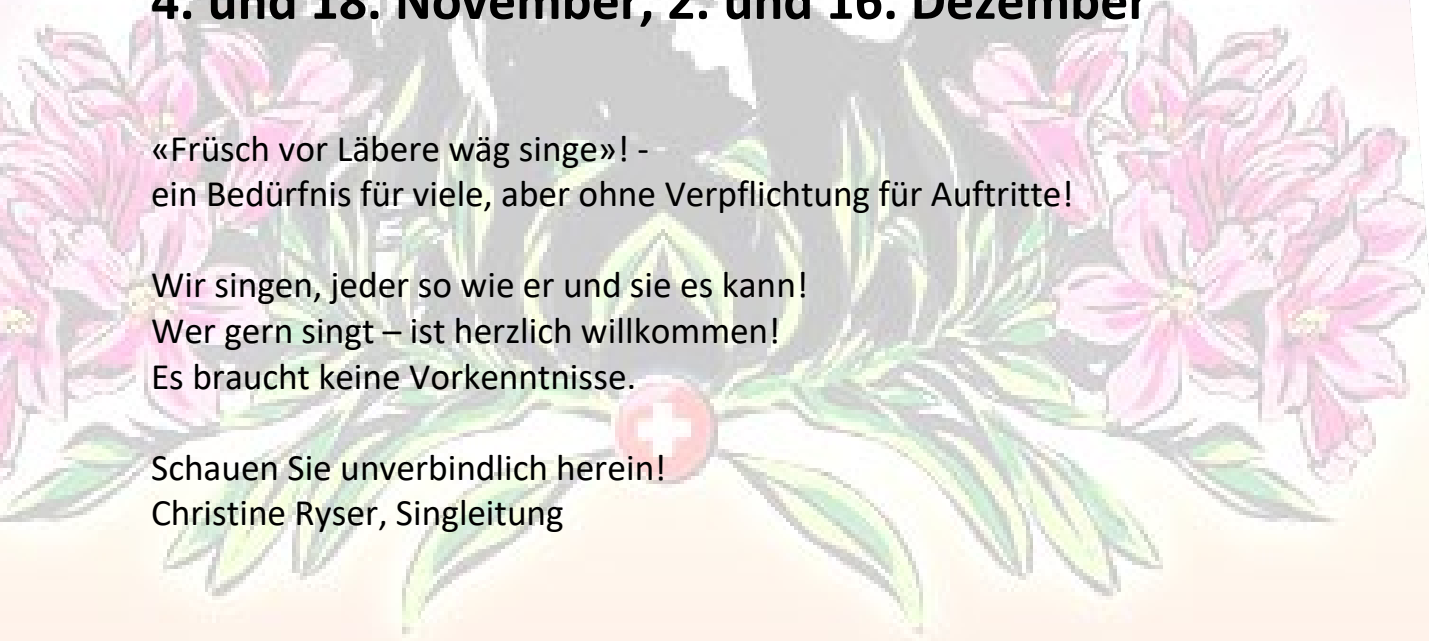 4. und 18. November, 2. und 16. Dezember
«Früsch vor Läbere wäg singe»! -
ein Bedürfnis für viele, aber ohne Verpflichtung für Auftritte!
Wir singen, jeder so wie er und sie es kann!
Wer gern singt – ist herzlich willkommen!
Es braucht keine Vorkenntnisse.
Schauen Sie unverbindlich herein!
Christine Ryser, Singleitung